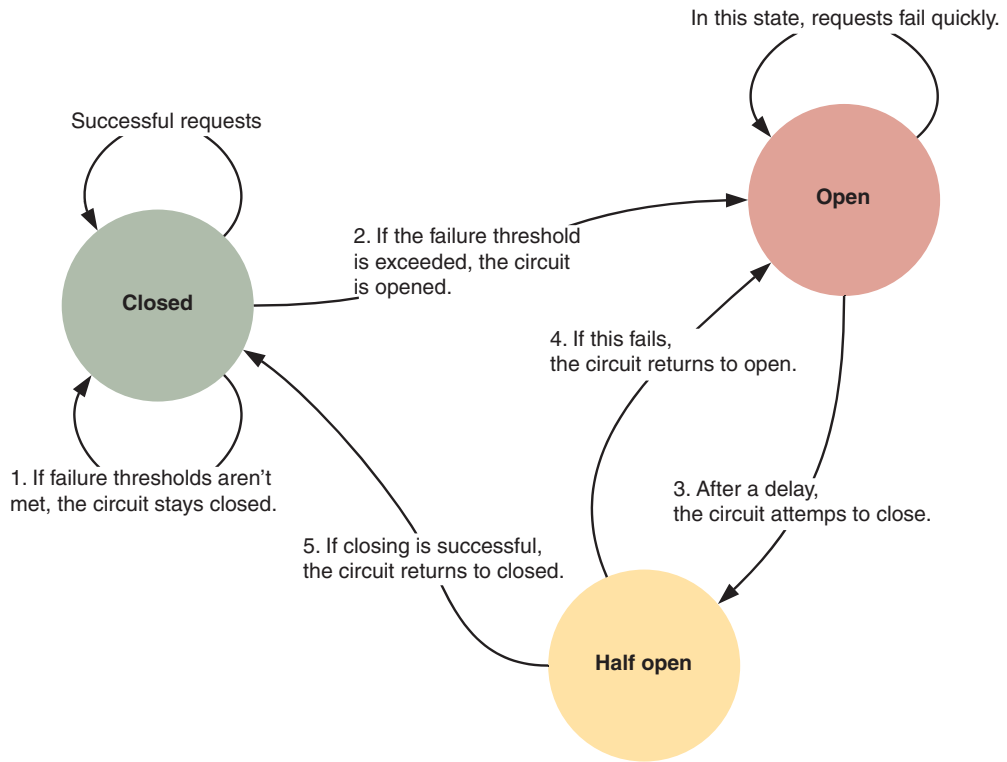 In this state, requests fail quickly.
Successful requests
Open
2. If the failure threshold
is exceeded, the circuit
is opened.
Closed
4. If this fails,
the circuit returns to open.
1. If failure thresholds aren't
met, the circuit stays closed.
3. After a delay,
the circuit attemps to close.
5. If closing is successful,
the circuit returns to closed.
Half open